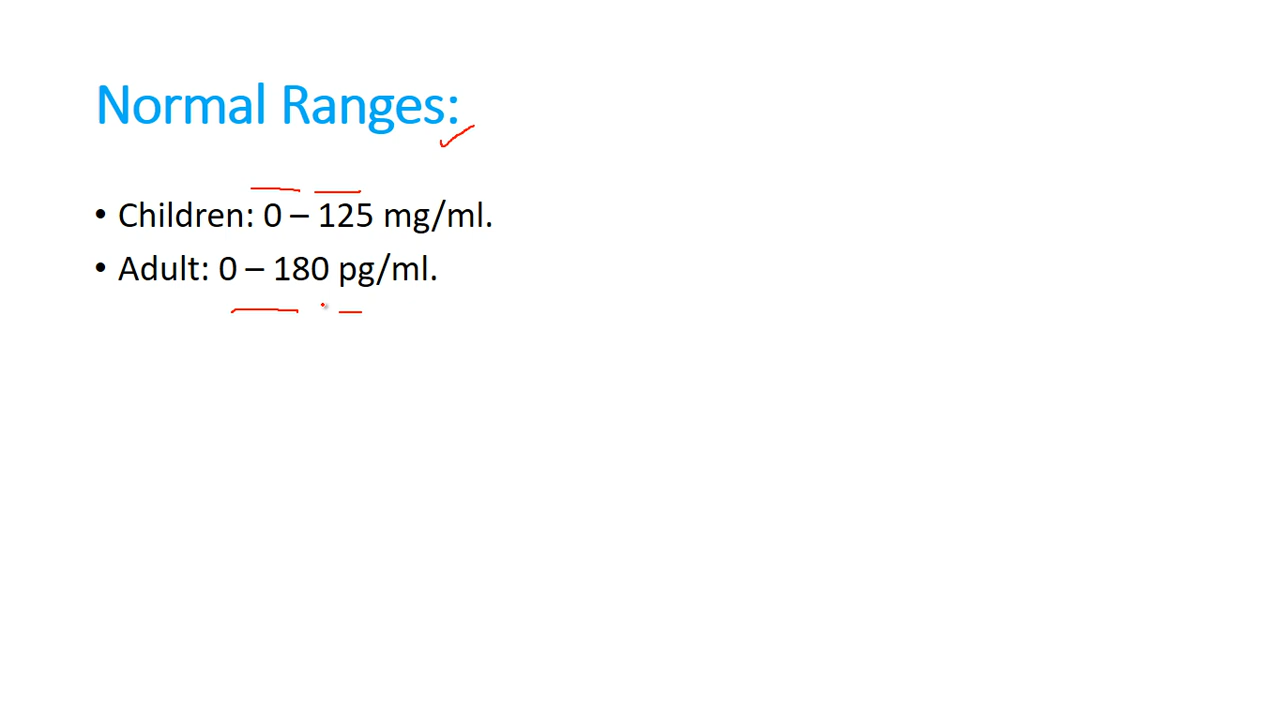 Normal Ranges:
• Children: 0 – 125 mg/ml.
• Adult: 0 – 180 pg/ml.